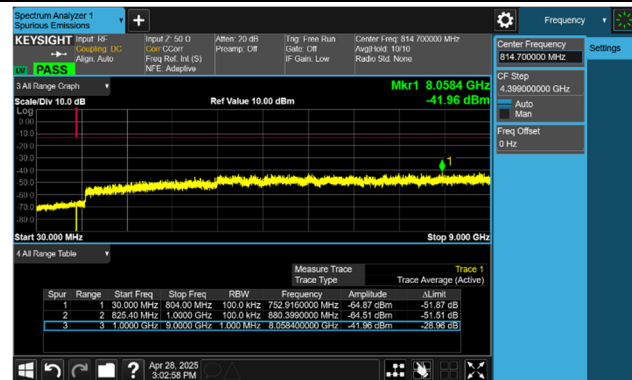 Spectrum Analyzer 1
Spurious Emissions
Frequency
KEYSIGHT
Input: RF
Coupling: DC
Align: Auto
Input Z: 50 Ω
Corr CCorr
Freq Ref: Int (S)
NFE: Adaptive
Atten: 20 dB
Preamp: Off
Trig: Free Run
Gate: Off
IF Gain: Low
Center Freq: 814.700000 MHz
Avg|Hold: 10/10
Radio Std: None
PASS
Center Frequency
814.700000 MHz
Settings
CF Step
4.399000000 GHz
Auto
Man
Freq Offset
0 Hz
3 All Range Graph
Mkr1 8.0584 GHz
Scale/Div 10.0 dB
Ref Value 10.00 dBm
-41.96 dBm
Log
0.00
-10.0
-20.0
-30.0
-40.0
-50.0
-60.0
-70.0
-80.0
1
Start 30.000 MHz
Stop 9.000 GHz
4 All Range Table
Measure Trace Trace 1
Trace Type Trace Average (Active)
Spur Range Start Freq Stop Freq RBW Frequency Amplitude ΔLimit
1 1 30.000 MHz 804.00 MHz 100.0 kHz 752.9160000 MHz -64.87 dBm -51.87 dB
2 2 825.40 MHz 1.0000 GHz 100.0 kHz 880.3990000 MHz -64.51 dBm -51.51 dB
3 3 1.0000 GHz 9.0000 GHz 1.000 MHz 8.058400000 GHz -41.96 dBm -28.96 dB
?
Apr 28, 2025
3:02:58 PM